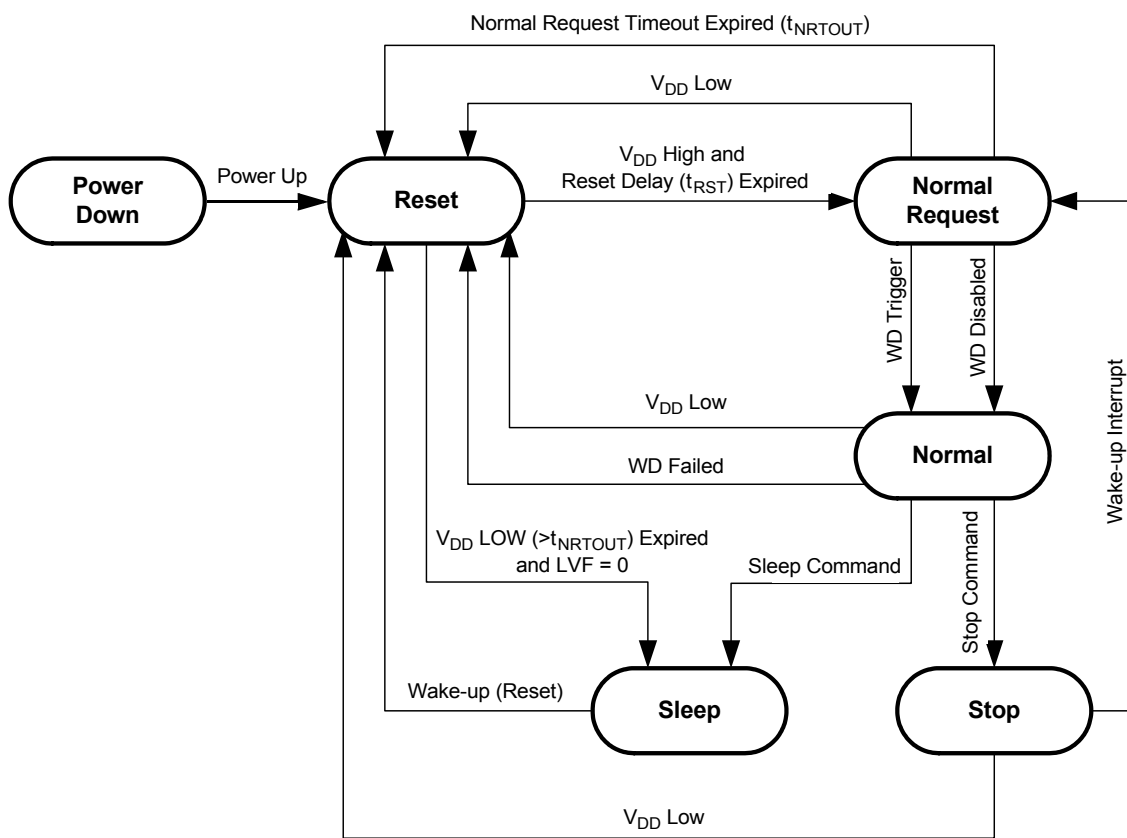 Normal Request Timeout Expired (tNRTOUT)
VDD Low
Power
Down
Power Up
Reset
VDD High and
Reset Delay (tRST) Expired
Normal
Request
WD Trigger
WD Disabled
Wake-up Interrupt
VDD Low
Normal
WD Failed
VDD LOW (>tNRTOUT) Expired
and LVF = 0
Sleep Command
Stop Command
Wake-up (Reset)
Sleep
Stop
VDD Low